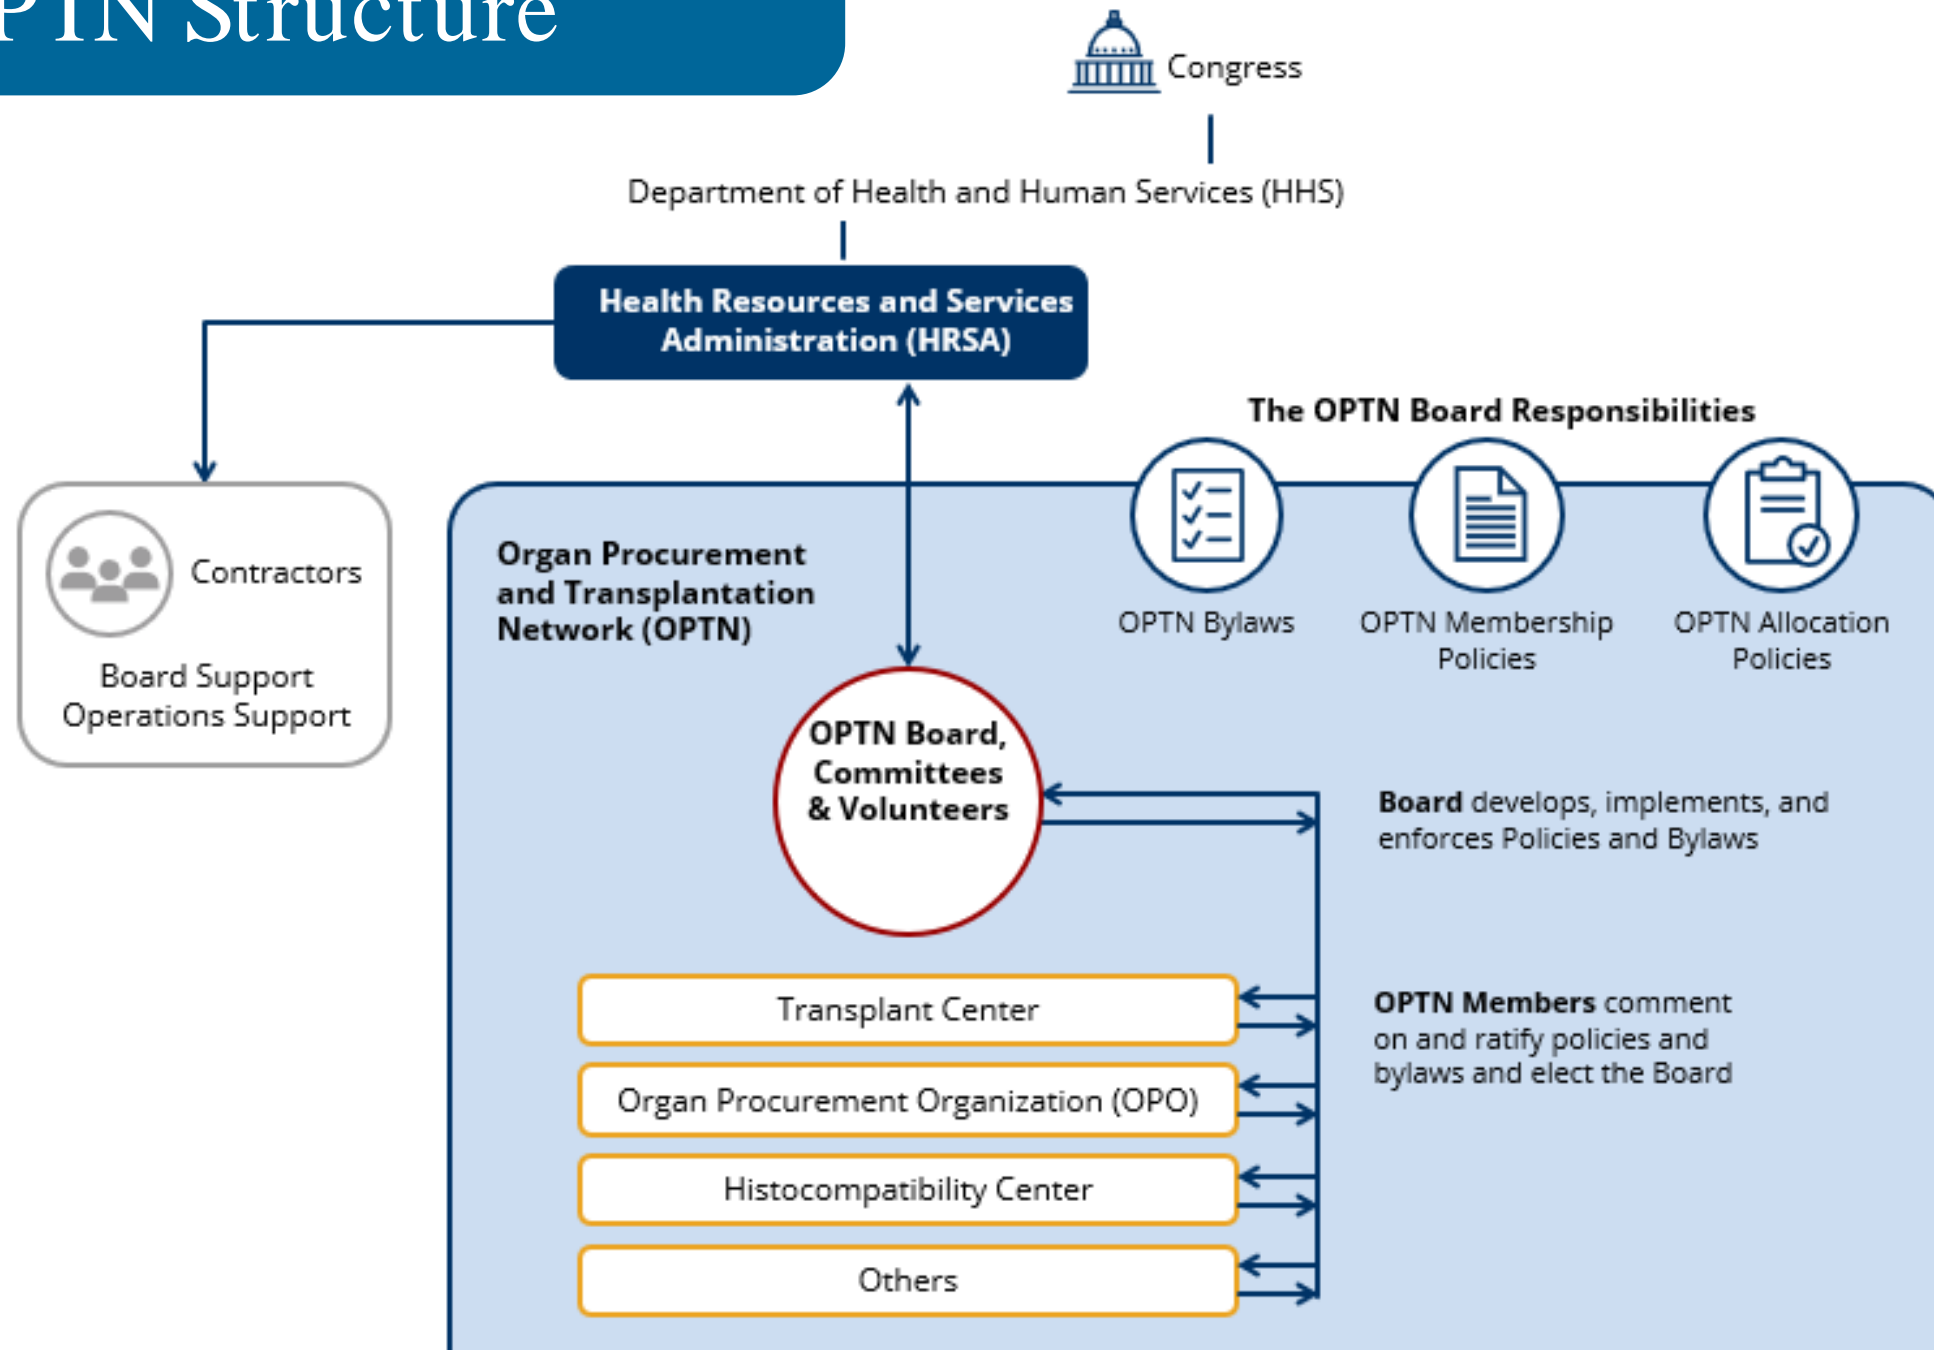 PTN Structure
Congress
Department of Health and Human Services (HHS)
Health Resources and Services
Administration (HRSA)
The OPTN Board Responsibilities
Contractors
Board Support
Operations Support
Organ Procurement
and Transplantation
Network (OPTN)
OPTN Bylaws
OPTN Membership
Policies
OPTN Allocation
Policies
OPTN Board,
Committees
& Volunteers
Board develops, implements, and
enforces Policies and Bylaws
Transplant Center
Organ Procurement Organization (OPO)
Histocompatibility Center
Others
OPTN Members comment
on and ratify policies and
bylaws and elect the Board